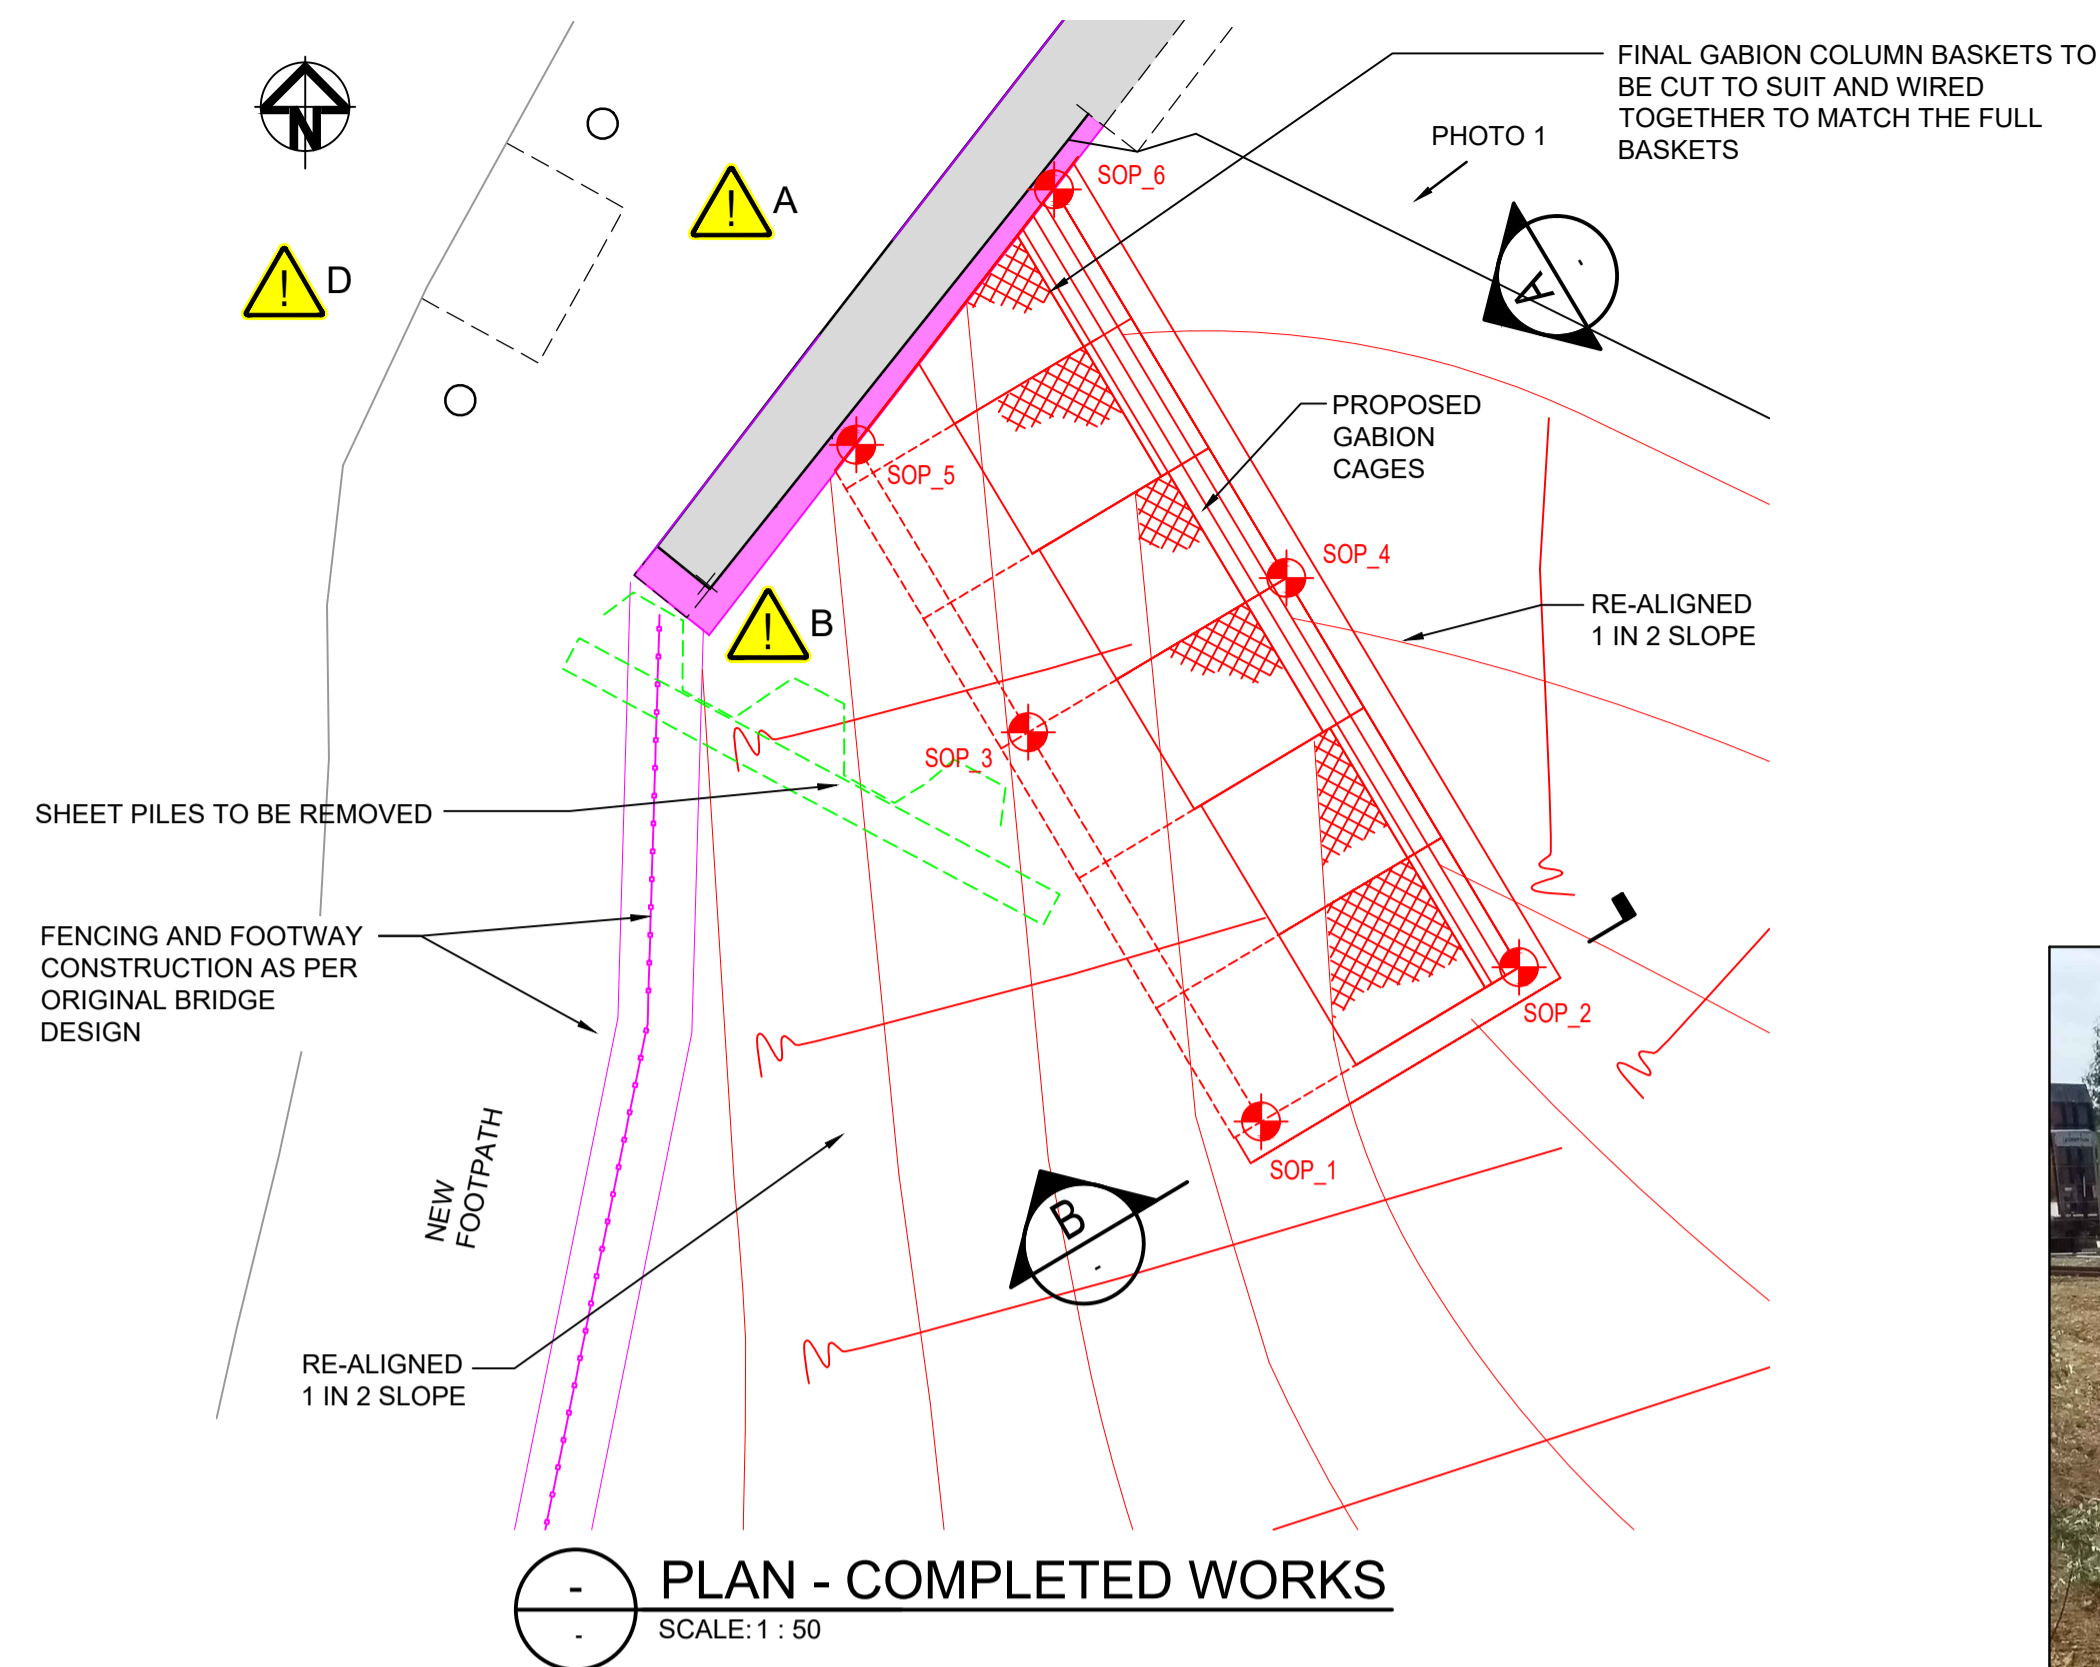 N
FINAL GABION COLUMN BASKETS TO
BE CUT TO SUIT AND WIRED
TOGETHER TO MATCH THE FULL
BASKETS
PHOTO 1
SOP_6
! A
! D
A
-
PROPOSED
GABION
CAGES
SOP_5
SOP_4
RE-ALIGNED
1 IN 2 SLOPE
! B
SOP_3
SHEET PILES TO BE REMOVED
FENCING AND FOOTWAY
CONSTRUCTION AS PER
ORIGINAL BRIDGE
DESIGN
SOP_2
SOP_1
NEW
FOOTPATH
B
-
RE-ALIGNED
1 IN 2 SLOPE
-
-
PLAN - COMPLETED WORKS
SCALE: 1 : 50